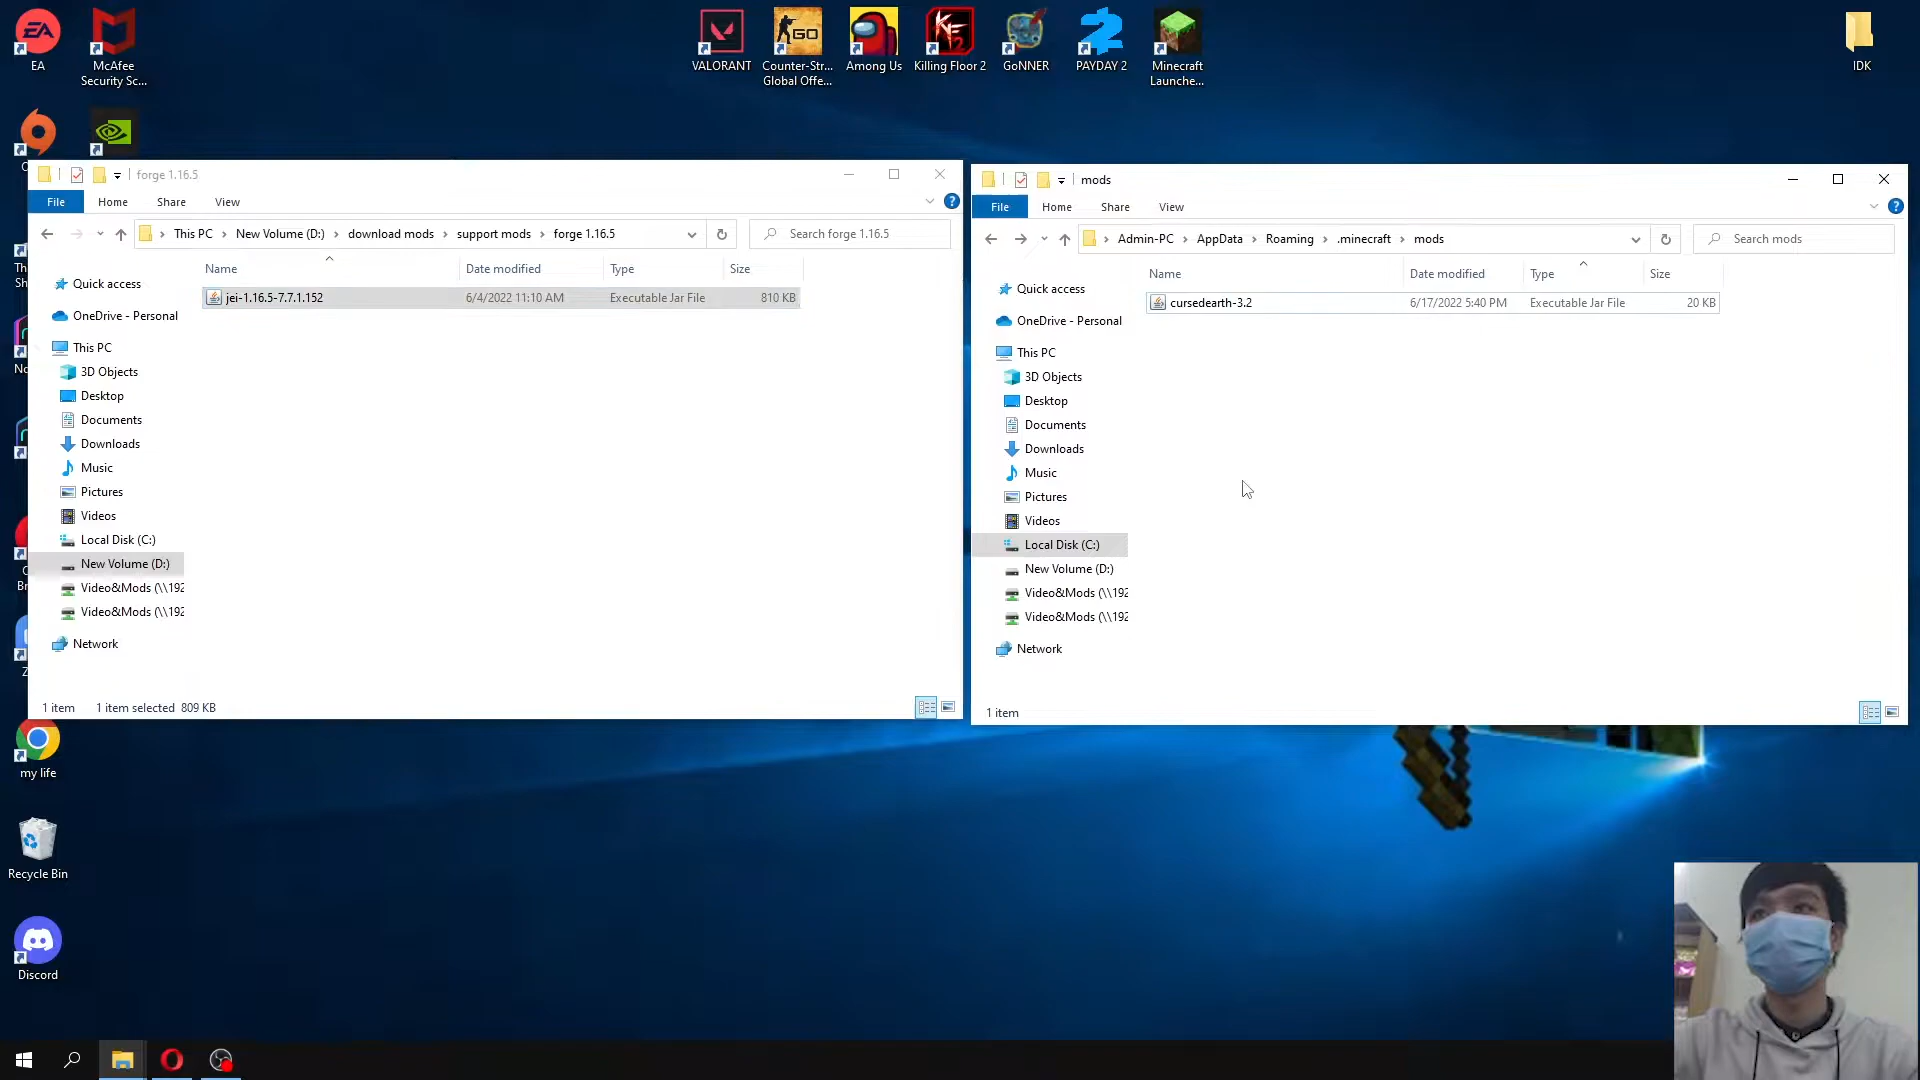 EA
McAfee
Security Sc...
VALORANT
Counter-Str...
Global Offe...
Among Us
Killing Floor 2
GoNNER
PAYDAY 2
Minecraft
Launche...
IDK
forge 1.16.5
File Home Share View
This PC New Volume (D:) download mods support mods forge 1.16.5
Search forge 1.16.5
Name Date modified Type Size
jei-1.16.5-7.7.1.152 6/4/2022 11:10 AM Executable Jar File 810 KB
Quick access
OneDrive - Personal
This PC
3D Objects
Desktop
Documents
Downloads
Music
Pictures
Videos
Local Disk (C:)
New Volume (D:)
Video&Mods (\\192
Video&Mods (\\192
Network
1 item 1 item selected 809 KB
mods
File Home Share View
Admin-PC AppData Roaming .minecraft mods
Search mods
Name Date modified Type Size
cursedearth-3.2 6/17/2022 5:40 PM Executable Jar File 20 KB
Quick access
OneDrive - Personal
This PC
3D Objects
Desktop
Documents
Downloads
Music
Pictures
Videos
Local Disk (C:)
New Volume (D:)
Video&Mods (\\192
Video&Mods (\\192
Network
1 item
my life
Recycle Bin
Discord